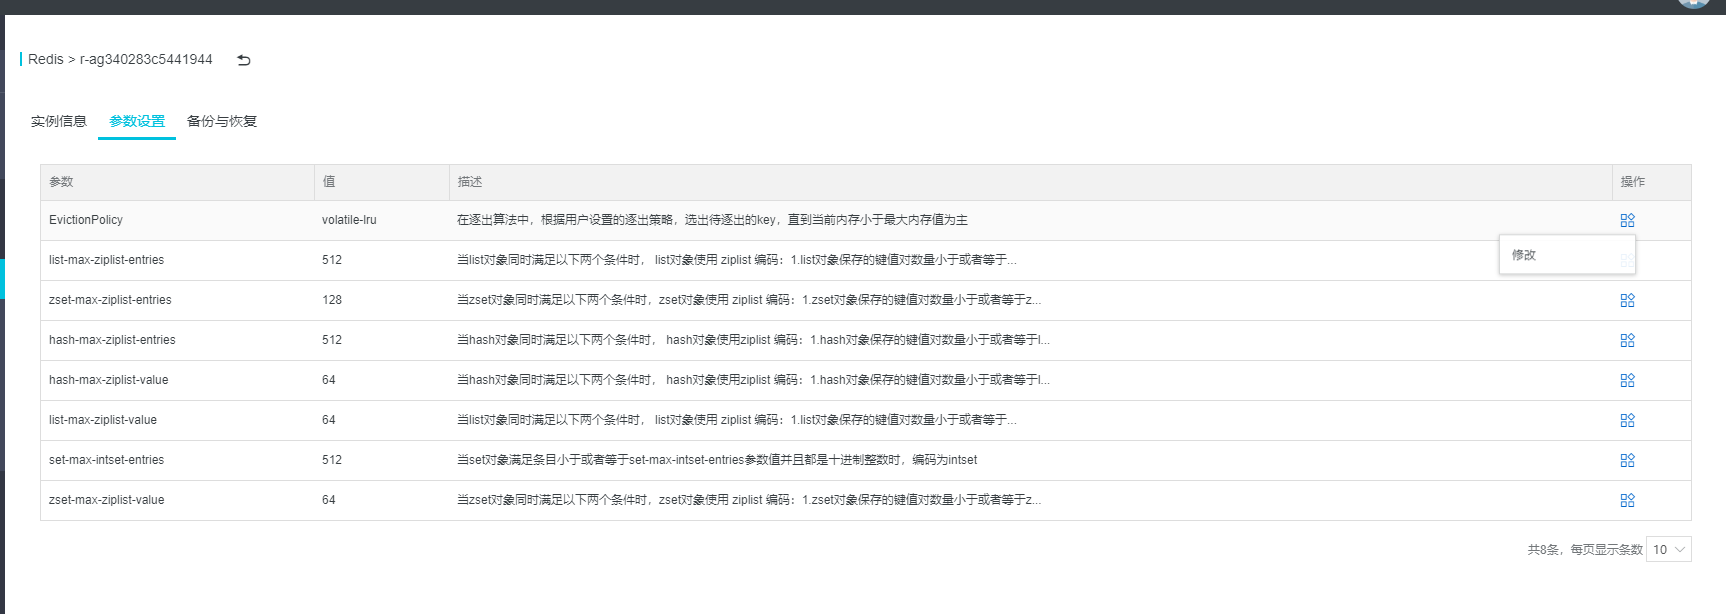 Redis > r-ag340283c5441944
实例信息 参数设置 备份与恢复
参数 值 描述 操作
EvictionPolicy volatile-lru 在逐出算法中，根据用户设置的逐出策略，选出待逐出的key，直到当前内存小于最大内存值为主
修改
list-max-ziplist-entries 512 当list对象同时满足以下两个条件时， list对象使用 ziplist 编码：1.list对象保存的键值对数量小于或者等于...
zset-max-ziplist-entries 128 当zset对象同时满足以下两个条件时，zset对象使用 ziplist 编码：1.zset对象保存的键值对数量小于或者等于z...
hash-max-ziplist-entries 512 当hash对象同时满足以下两个条件时， hash对象使用ziplist 编码：1.hash对象保存的键值对数量小于或者等于l...
hash-max-ziplist-value 64 当hash对象同时满足以下两个条件时， hash对象使用ziplist 编码：1.hash对象保存的键值对数量小于或者等于l...
list-max-ziplist-value 64 当list对象同时满足以下两个条件时， list对象使用 ziplist 编码：1.list对象保存的键值对数量小于或者等于...
set-max-intset-entries 512 当set对象满足条目小于或者等于set-max-intset-entries参数值并且都是十进制整数时，编码为intset
zset-max-ziplist-value 64 当zset对象同时满足以下两个条件时，zset对象使用 ziplist 编码：1.zset对象保存的键值对数量小于或者等于z...
共8条，每页显示条数 10